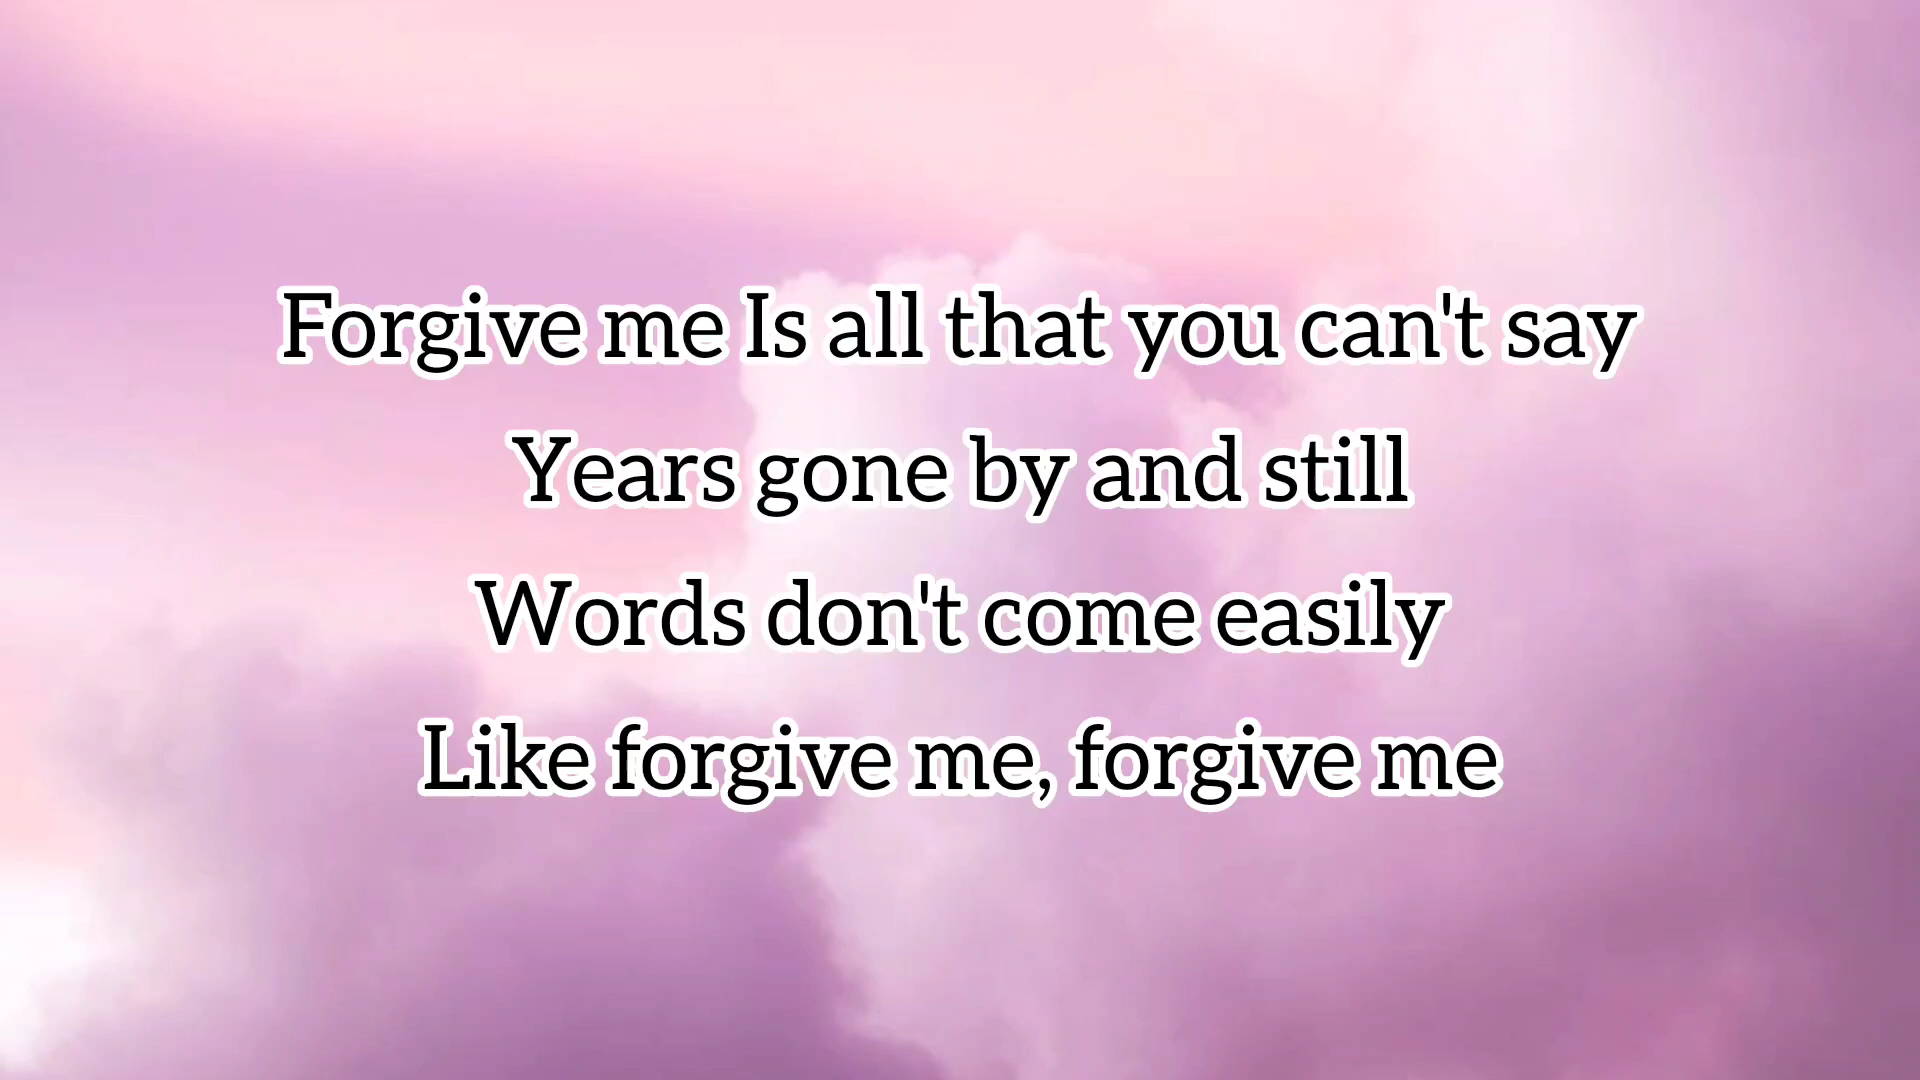 Forgive me Is all that you can't say
Years gone by and still
Words don't come easily
Like forgive me, forgive me